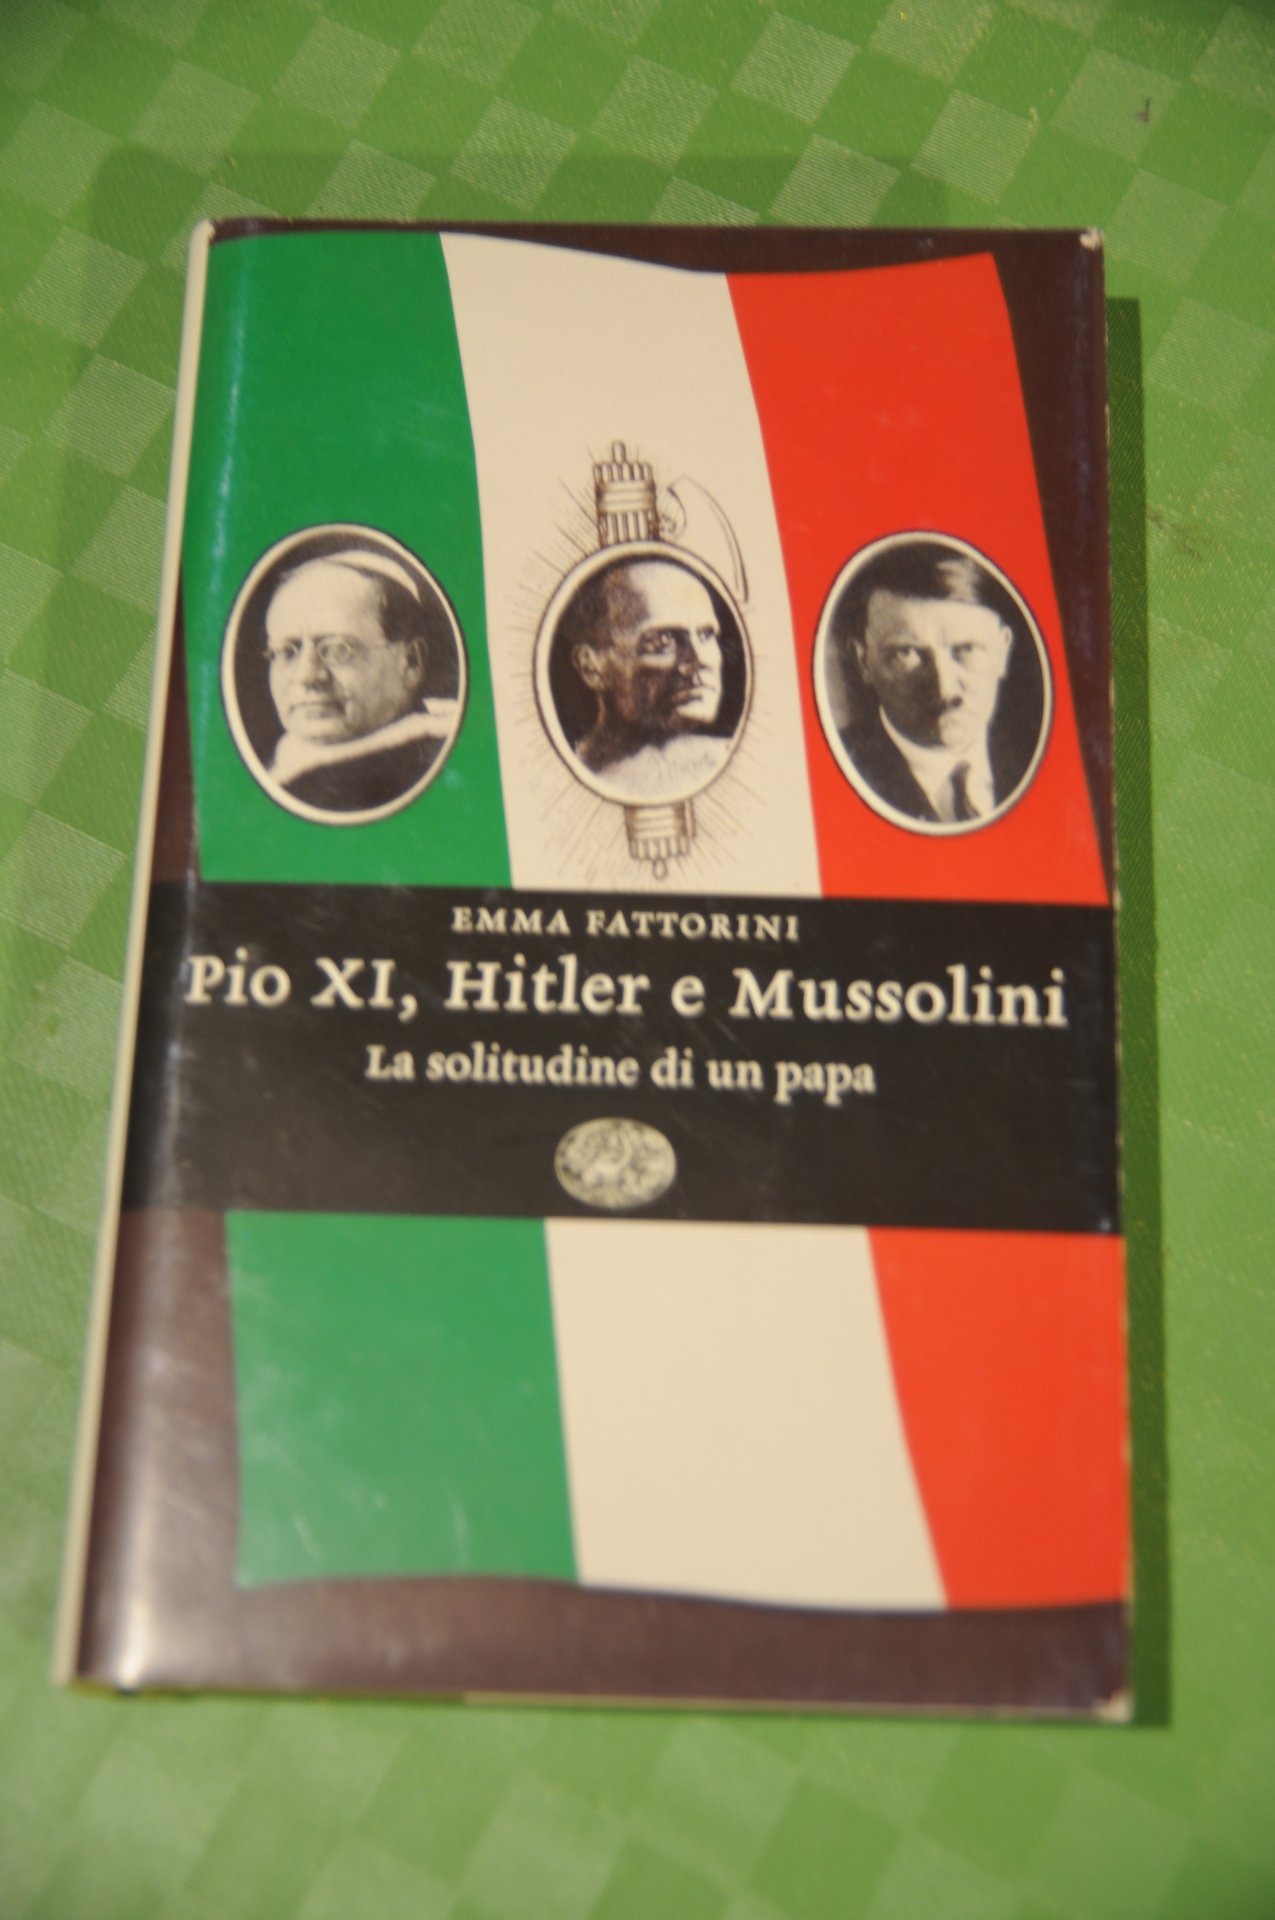 EMMA FATTORINI
Pio XI, Hitler e Mussolini
La solitudine di un papa